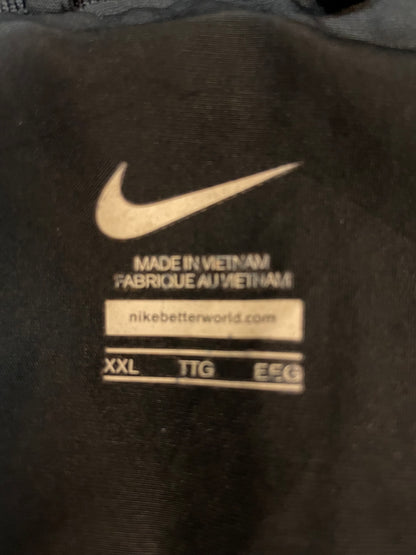 MADE IN VIETNAM
FABRIQUE AU VIETNAM
nikebetterworld.com
XXL TTG EEG